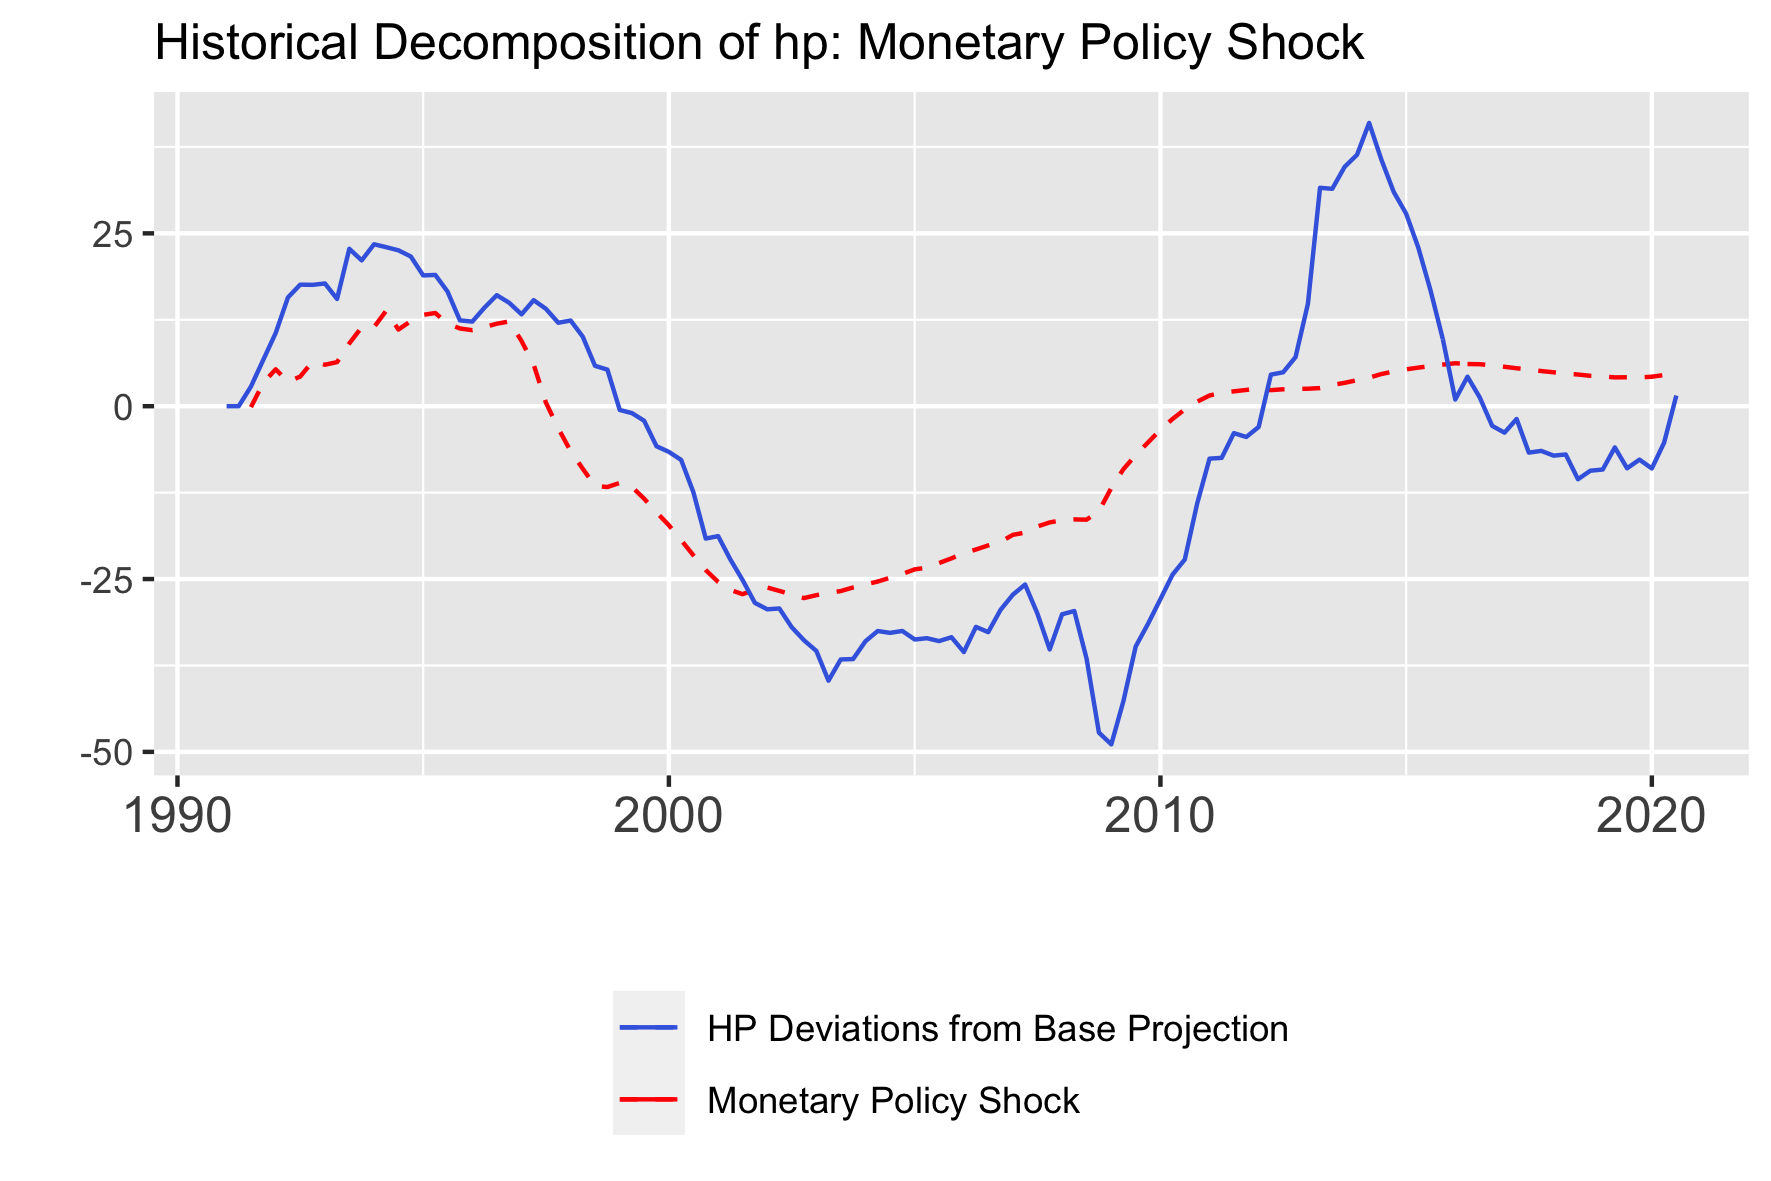 Historical Decomposition of hp: Monetary Policy Shock
25
0
-25
-50
1990 2000 2010 2020
HP Deviations from Base Projection
Monetary Policy Shock